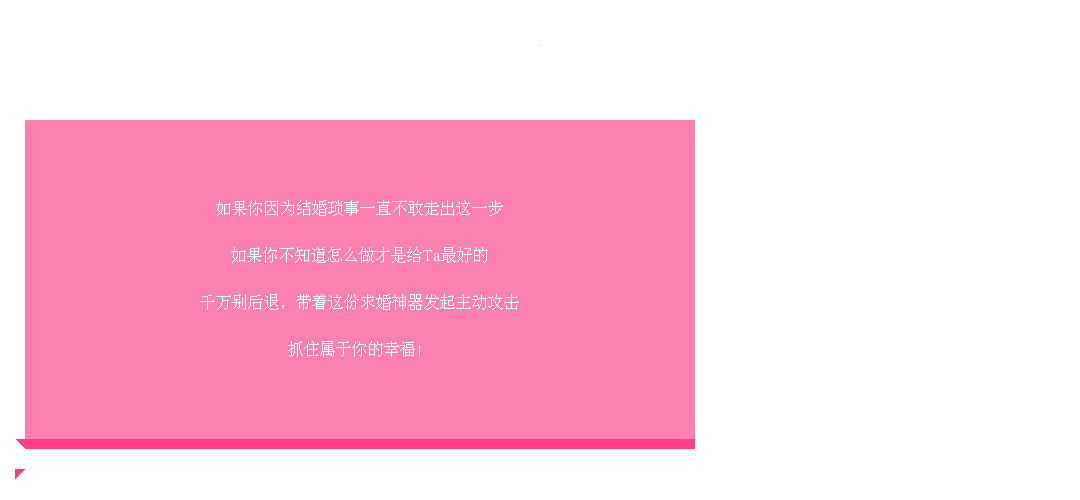 如果你因为结婚琐事一直不敢走出这一步
如果你不知道怎么做才是给Ta最好的
千万别后退，带着这份求婚神器发起主动攻击
抓住属于你的幸福！